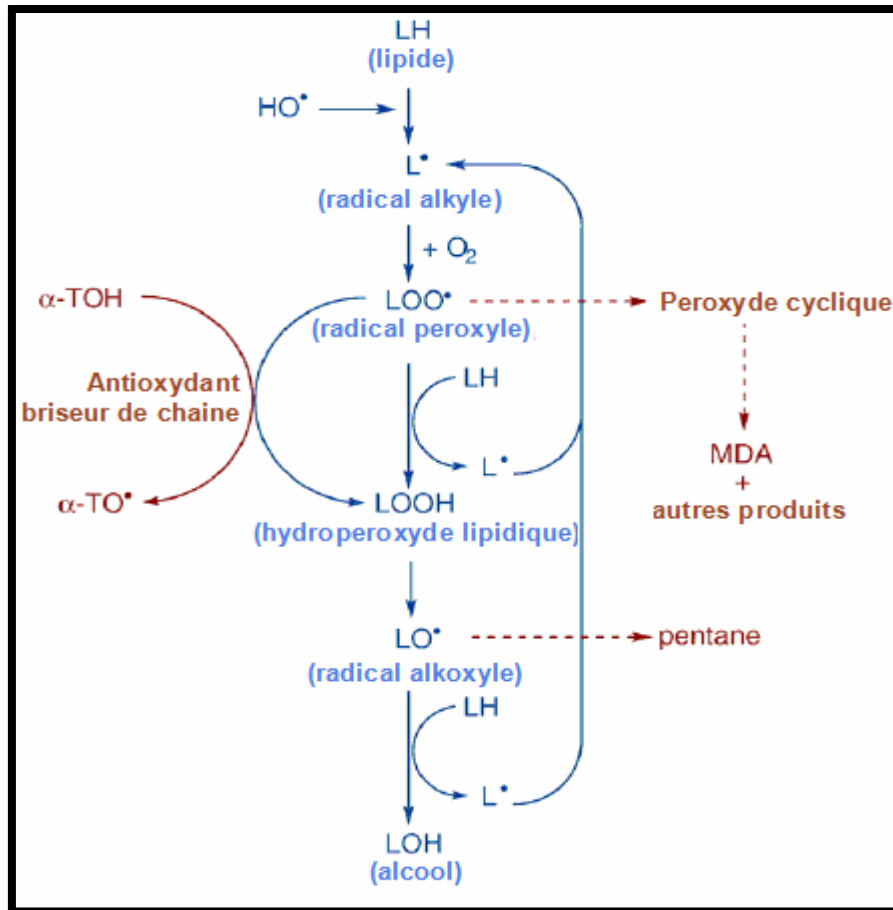 LH
(lipide)
HO•
L•
(radical alkyle)
+ O₂
α-TOH
LOO•
(radical peroxyle)
Peroxyde cyclique
Antioxydant
briseur de chaine
LH
L•
MDA
+
autres produits
α-TO•
LOOH
(hydroperoxyde lipidique)
LO•
(radical alkoxyle)
pentane
LH
L•
LOH
(alcool)